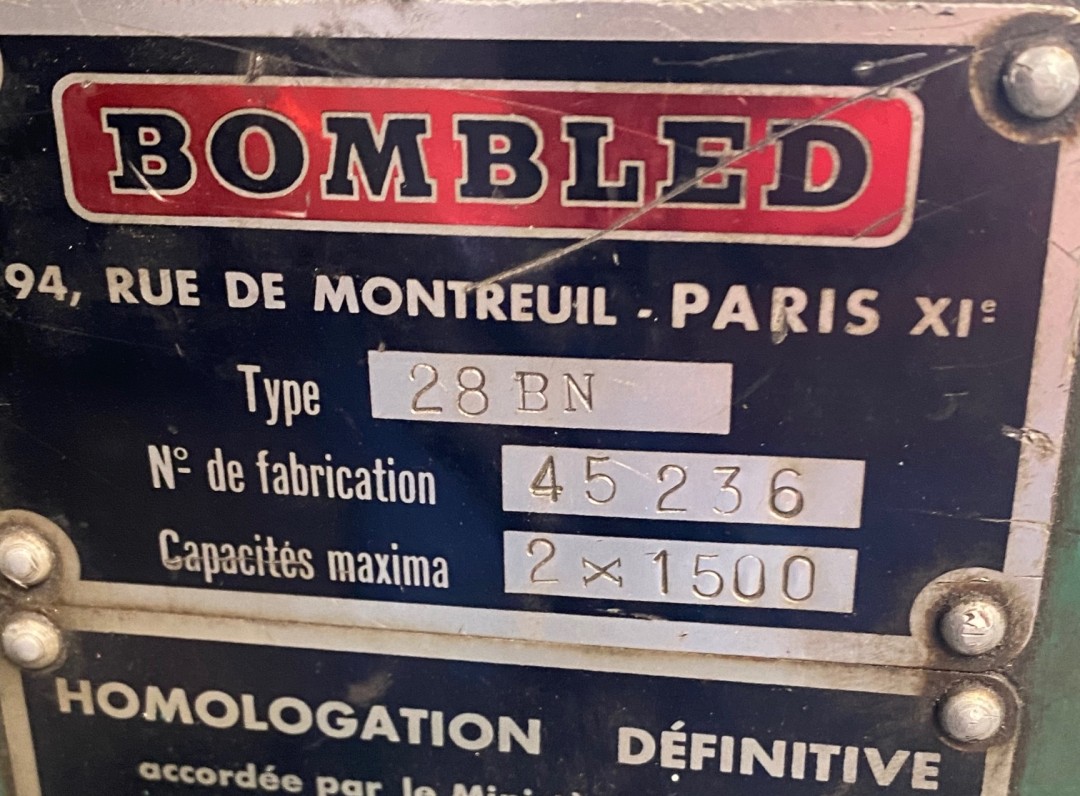 BOMBLED
94, RUE DE MONTREUIL - PARIS XIe
Type 28 BN
No de fabrication 45 236
Capacités maxima 2 × 1500
HOMOLOGATION DÉFINITIVE
accordée par le